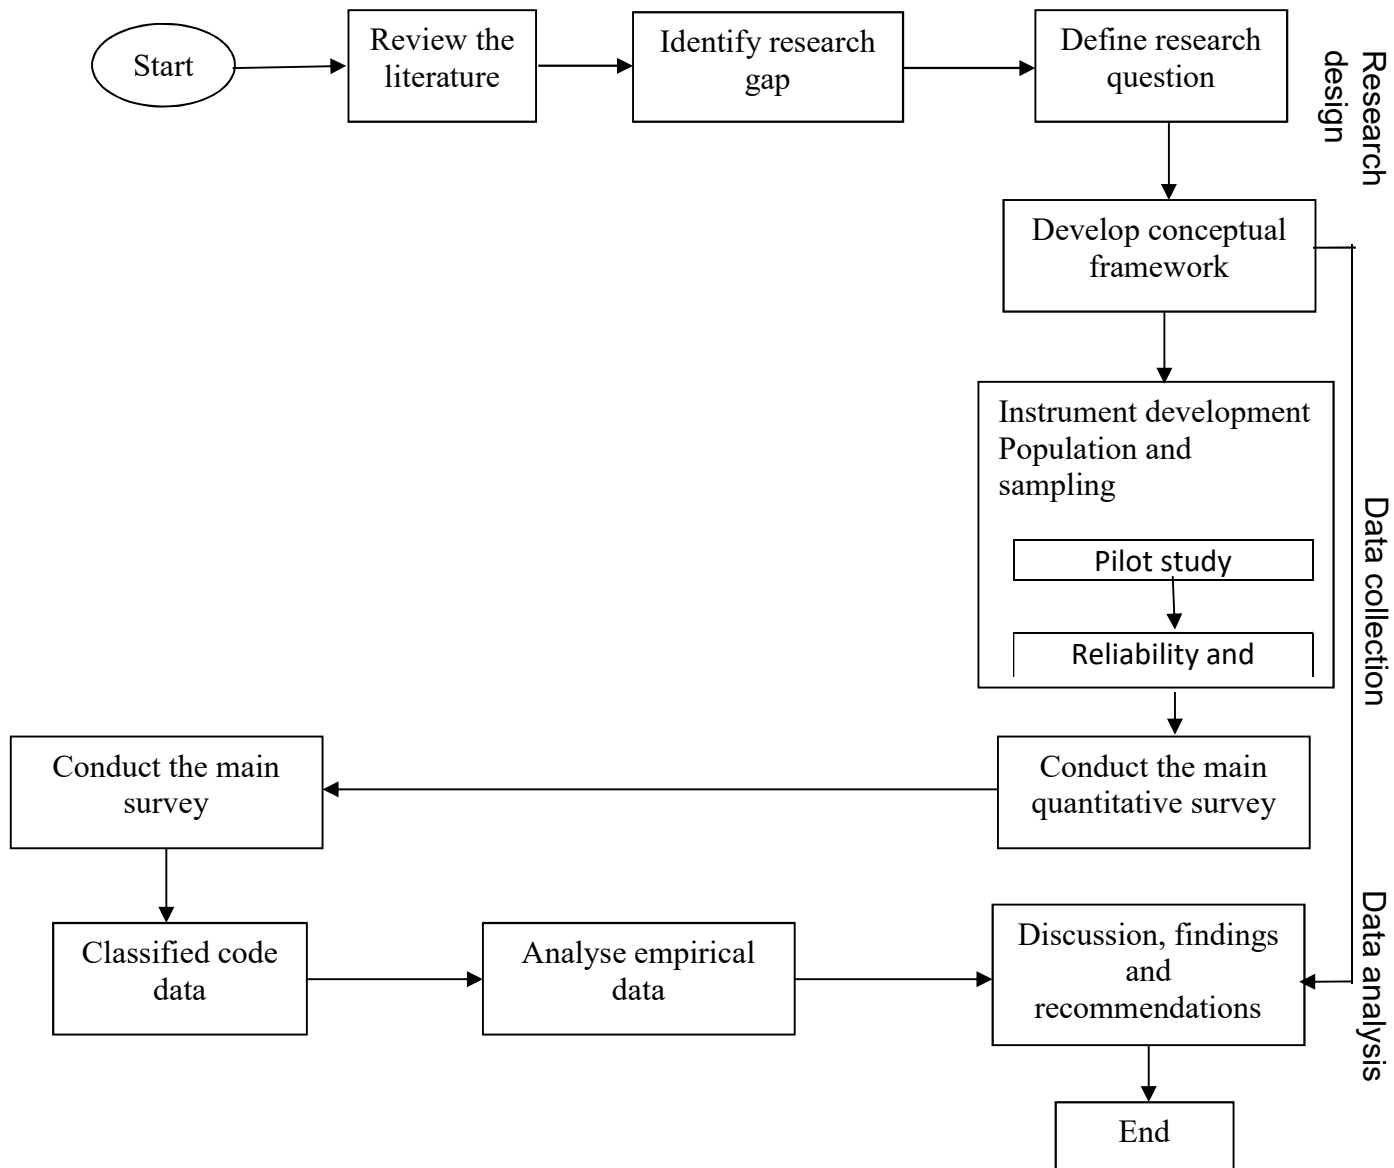 Start
Review the
literature
Identify research
gap
Define research
question
Research
design
Develop conceptual
framework
Instrument development
Population and
sampling
Pilot study
Reliability and
Data collection
Conduct the main
quantitative survey
Conduct the main
survey
Classified code
data
Analyse empirical
data
Discussion, findings
and
recommendations
Data analysis
End